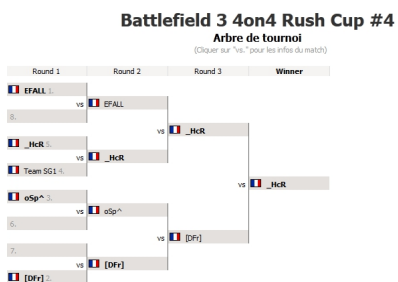 Battlefield 3 4on4 Rush Cup #4
Arbre de tournoi
(Cliquer sur "vs." pour les infos du match)
Round 1 Round 2 Round 3 Winner
EFALL 1.
vs EFALL
8.
vs _HcR
_HcR 5.
vs _HcR
Team SG1 4.
vs _HcR
oSp^ 3.
vs oSp^
6.
vs [DFr]
7.
vs [DFr]
[DFr] 2.